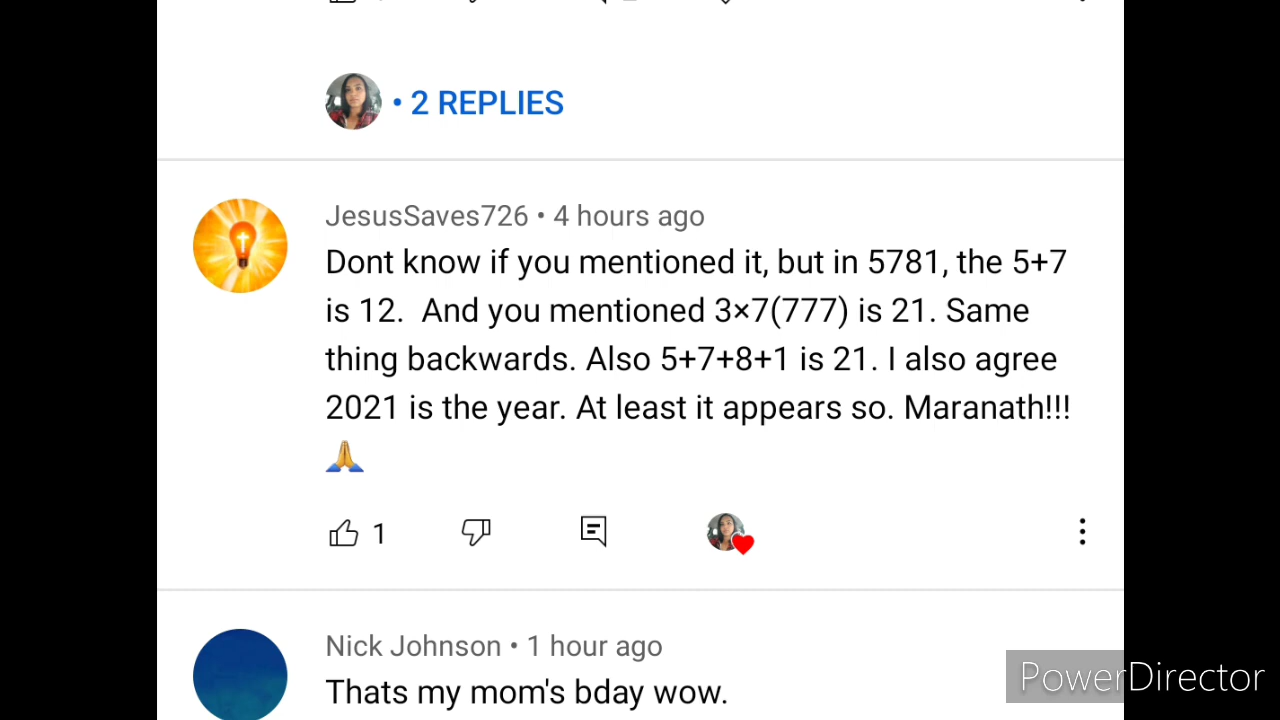 • 2 REPLIES
JesusSaves726 • 4 hours ago
Dont know if you mentioned it, but in 5781, the 5+7
is 12.  And you mentioned 3×7(777) is 21. Same
thing backwards. Also 5+7+8+1 is 21. I also agree
2021 is the year. At least it appears so. Maranath!!!
🙏
1
Nick Johnson • 1 hour ago
Thats my mom's bday wow.
PowerDirector